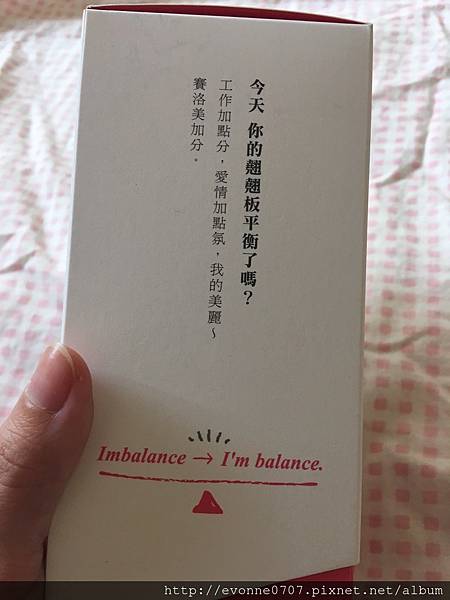 今天 你的翹翹板平衡了嗎？
工作加點分，愛情加點氛，我的美麗～
賽洛美加分。
Imbalance → I'm balance.
http://evonne0707.pixnet.net/album